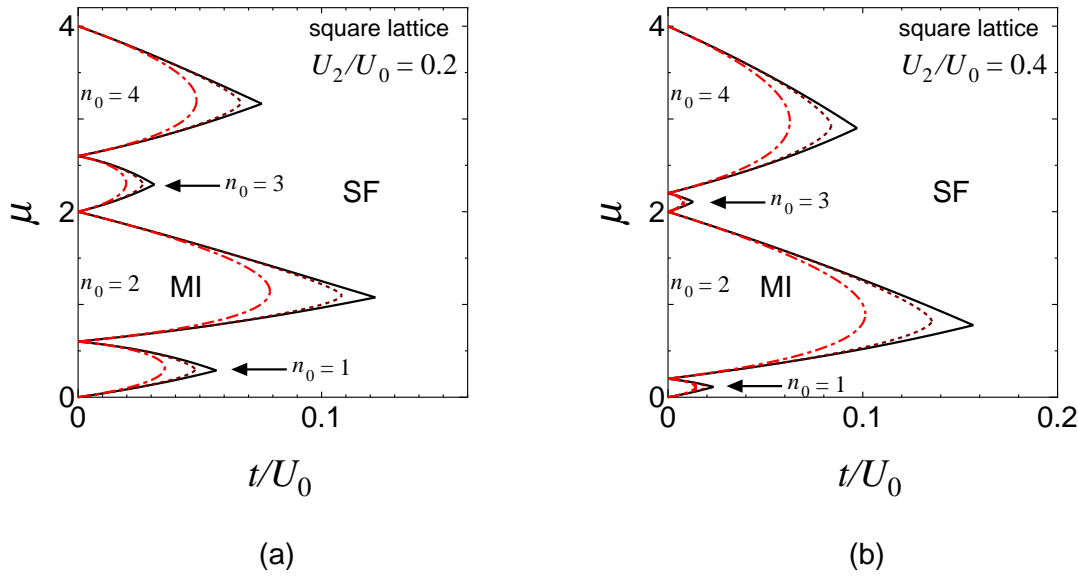 4
square lattice
U2/U0 = 0.2
n0 = 4
n0 = 3
SF
μ
2
n0 = 2
MI
n0 = 1
0
0
0.1
t/U0
(a)
4
square lattice
U2/U0 = 0.4
n0 = 4
SF
n0 = 3
μ
2
n0 = 2
MI
n0 = 1
0
0
0.1
0.2
t/U0
(b)